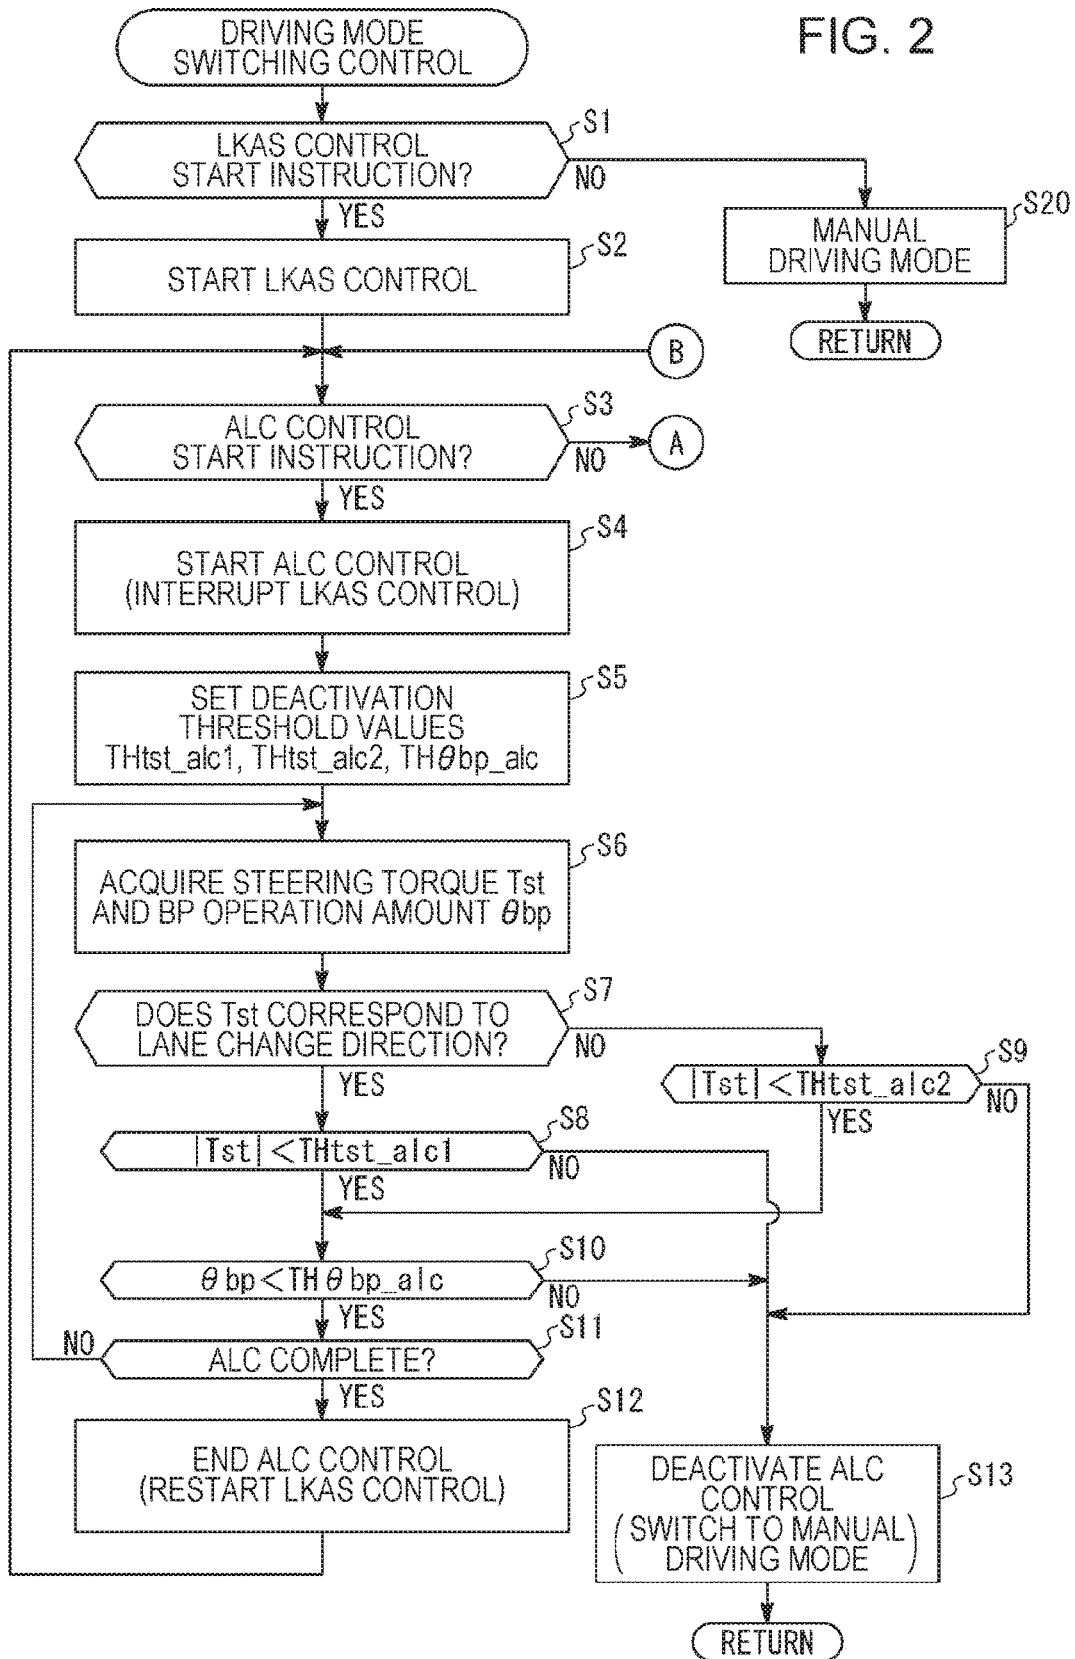 FIG. 2
DRIVING MODE
SWITCHING CONTROL
S1
LKAS CONTROL
START INSTRUCTION?
NO
YES
S20
MANUAL
DRIVING MODE
RETURN
S2
START LKAS CONTROL
B
S3
ALC CONTROL
START INSTRUCTION?
NO
A
YES
S4
START ALC CONTROL
(INTERRUPT LKAS CONTROL)
S5
SET DEACTIVATION
THRESHOLD VALUES
THtst_alc1, THtst_alc2, THθbp_alc
S6
ACQUIRE STEERING TORQUE Tst
AND BP OPERATION AMOUNT θbp
S7
DOES Tst CORRESPOND TO
LANE CHANGE DIRECTION?
NO
YES
S9
|Tst|<THtst_alc2
NO
YES
S8
|Tst|<THtst_alc1
NO
YES
S10
θbp<THθbp_alc
NO
YES
S11
NO
ALC COMPLETE?
YES
S12
END ALC CONTROL
(RESTART LKAS CONTROL)
S13
DEACTIVATE ALC
CONTROL
(SWITCH TO MANUAL
DRIVING MODE)
RETURN